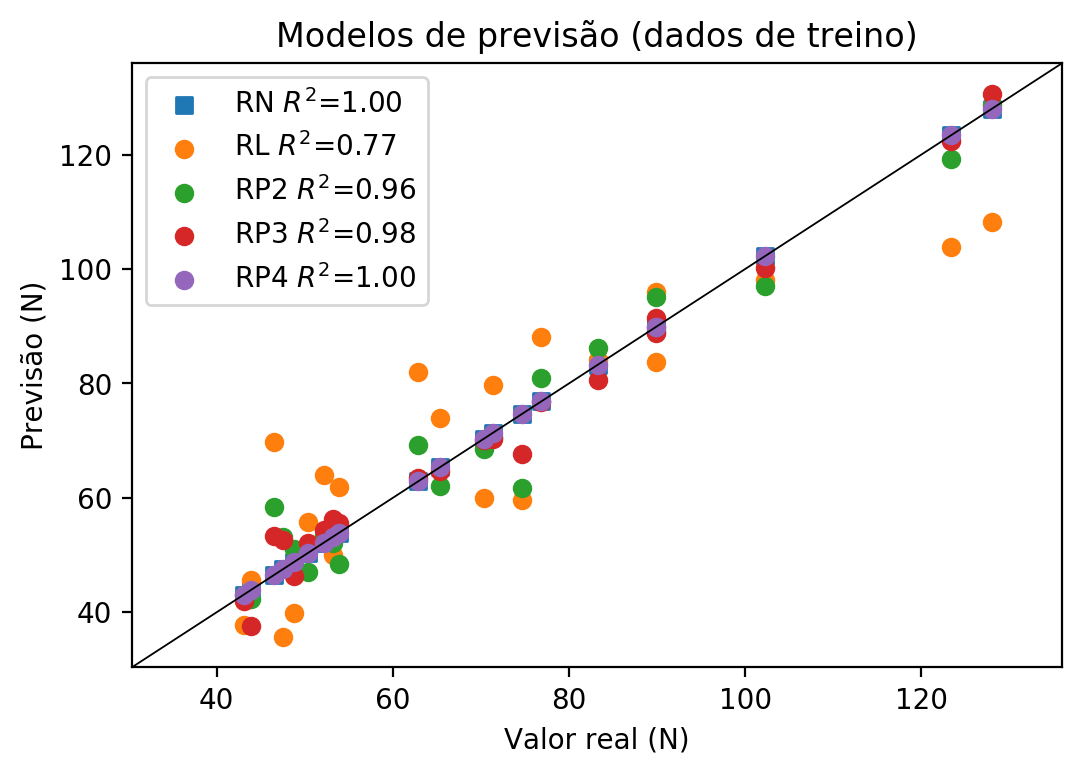 Modelos de previsão (dados de treino)
RN R²=1.00
RL R²=0.77
RP2 R²=0.96
RP3 R²=0.98
RP4 R²=1.00
Previsão (N)
120
100
80
60
40
40 60 80 100 120
Valor real (N)